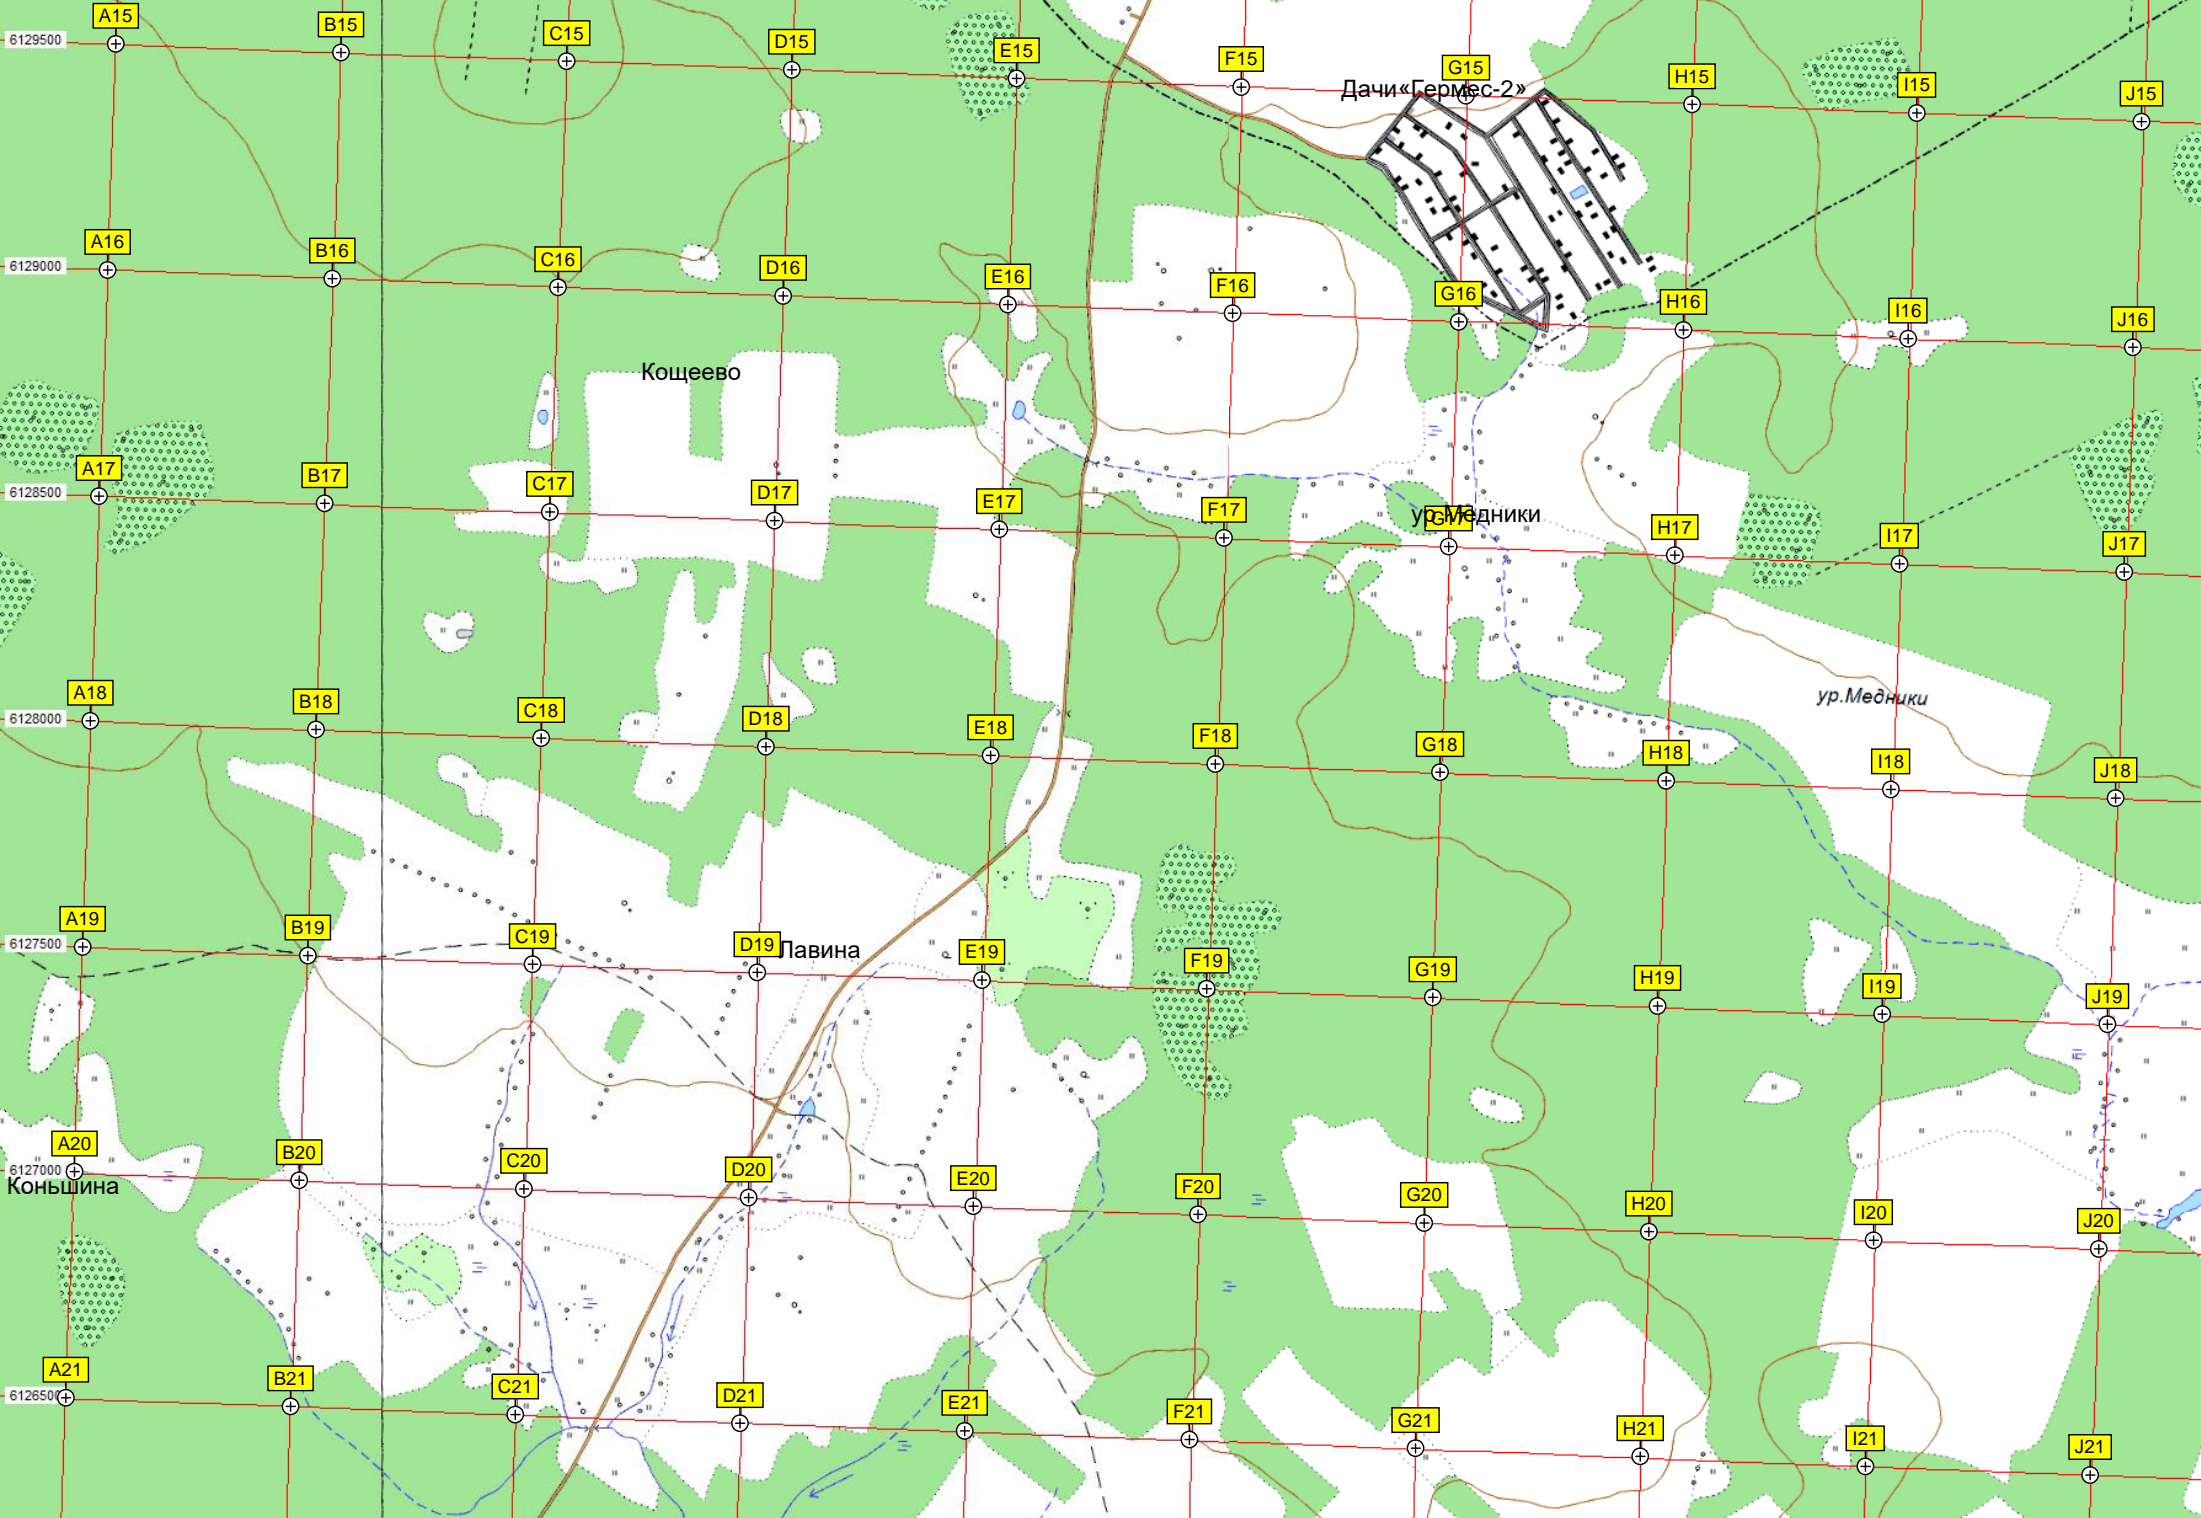 A15 B15 C15 D15 E15 F15 G15 H15 I15 J15
6129500
Дачи«Гермес-2»
A16 B16 C16 D16 E16 F16 G16 H16 I16 J16
6129000
Кощеево
A17 B17 C17 D17 E17 F17 G17 H17 I17 J17
6128500
ур.Медники
ур.Медники
A18 B18 C18 D18 E18 F18 G18 H18 I18 J18
6128000
A19 B19 C19 D19 E19 F19 G19 H19 I19 J19
6127500
Лавина
A20 B20 C20 D20 E20 F20 G20 H20 I20 J20
6127000
Коньшина
A21 B21 C21 D21 E21 F21 G21 H21 I21 J21
6126500